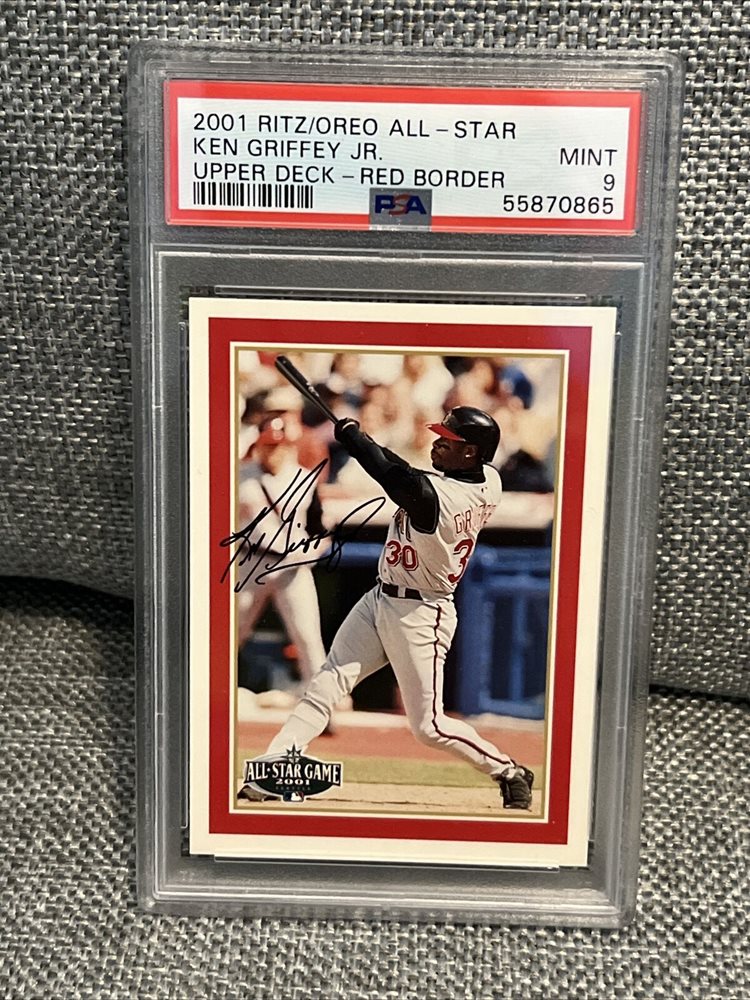 2001 RITZ/OREO ALL-STAR
KEN GRIFFEY JR. MINT
UPPER DECK-RED BORDER 9
PSA 55870865
30
ALL·STAR GAME
2001
SEATTLE